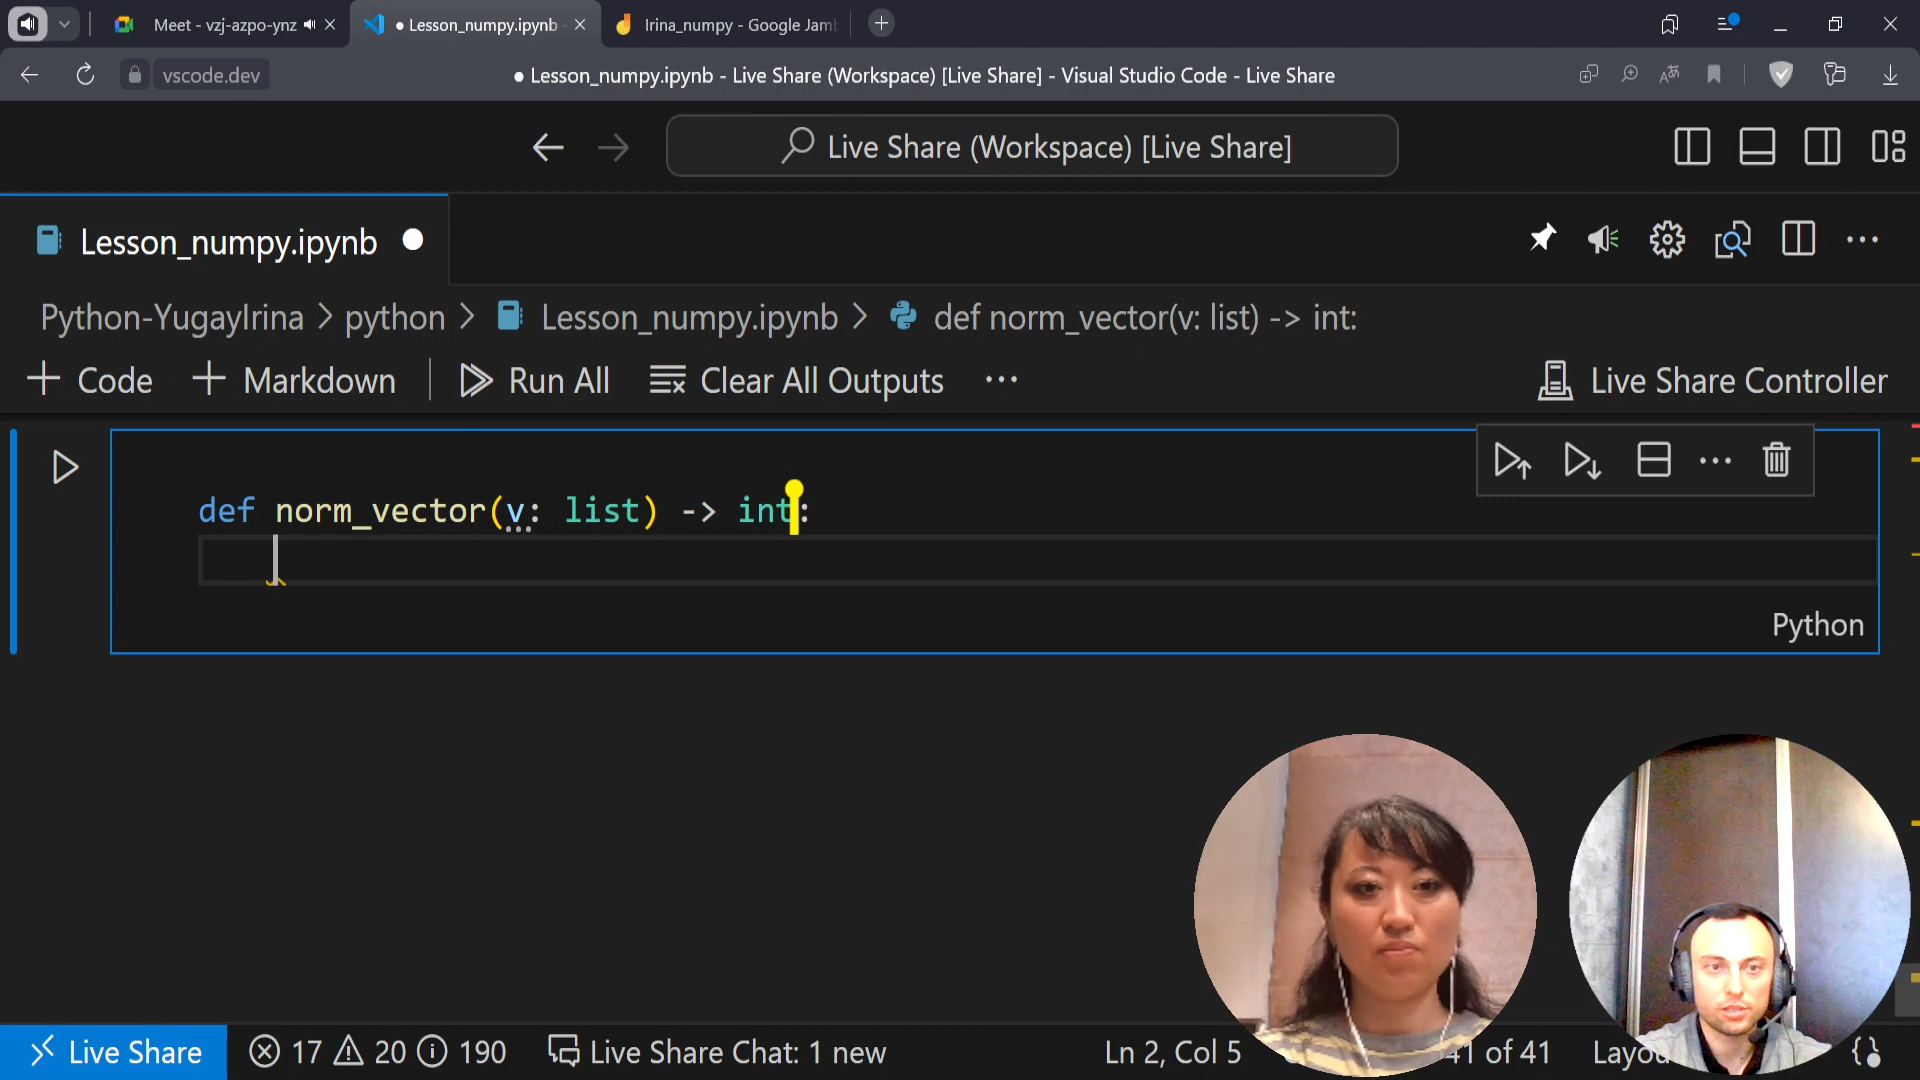 Meet - vzj-azpo-ynz
Lesson_numpy.ipynb
Irina_numpy - Google Jam
vscode.dev
● Lesson_numpy.ipynb - Live Share (Workspace) [Live Share] - Visual Studio Code - Live Share
Live Share (Workspace) [Live Share]
Lesson_numpy.ipynb
Python-YugayIrina > python > Lesson_numpy.ipynb > def norm_vector(v: list) -> int:
+ Code + Markdown Run All Clear All Outputs ... Live Share Controller
def norm_vector(v: list) -> int:
Python
Live Share 17 20 190 Live Share Chat: 1 new Ln 2, Col 5 41 of 41 Layou